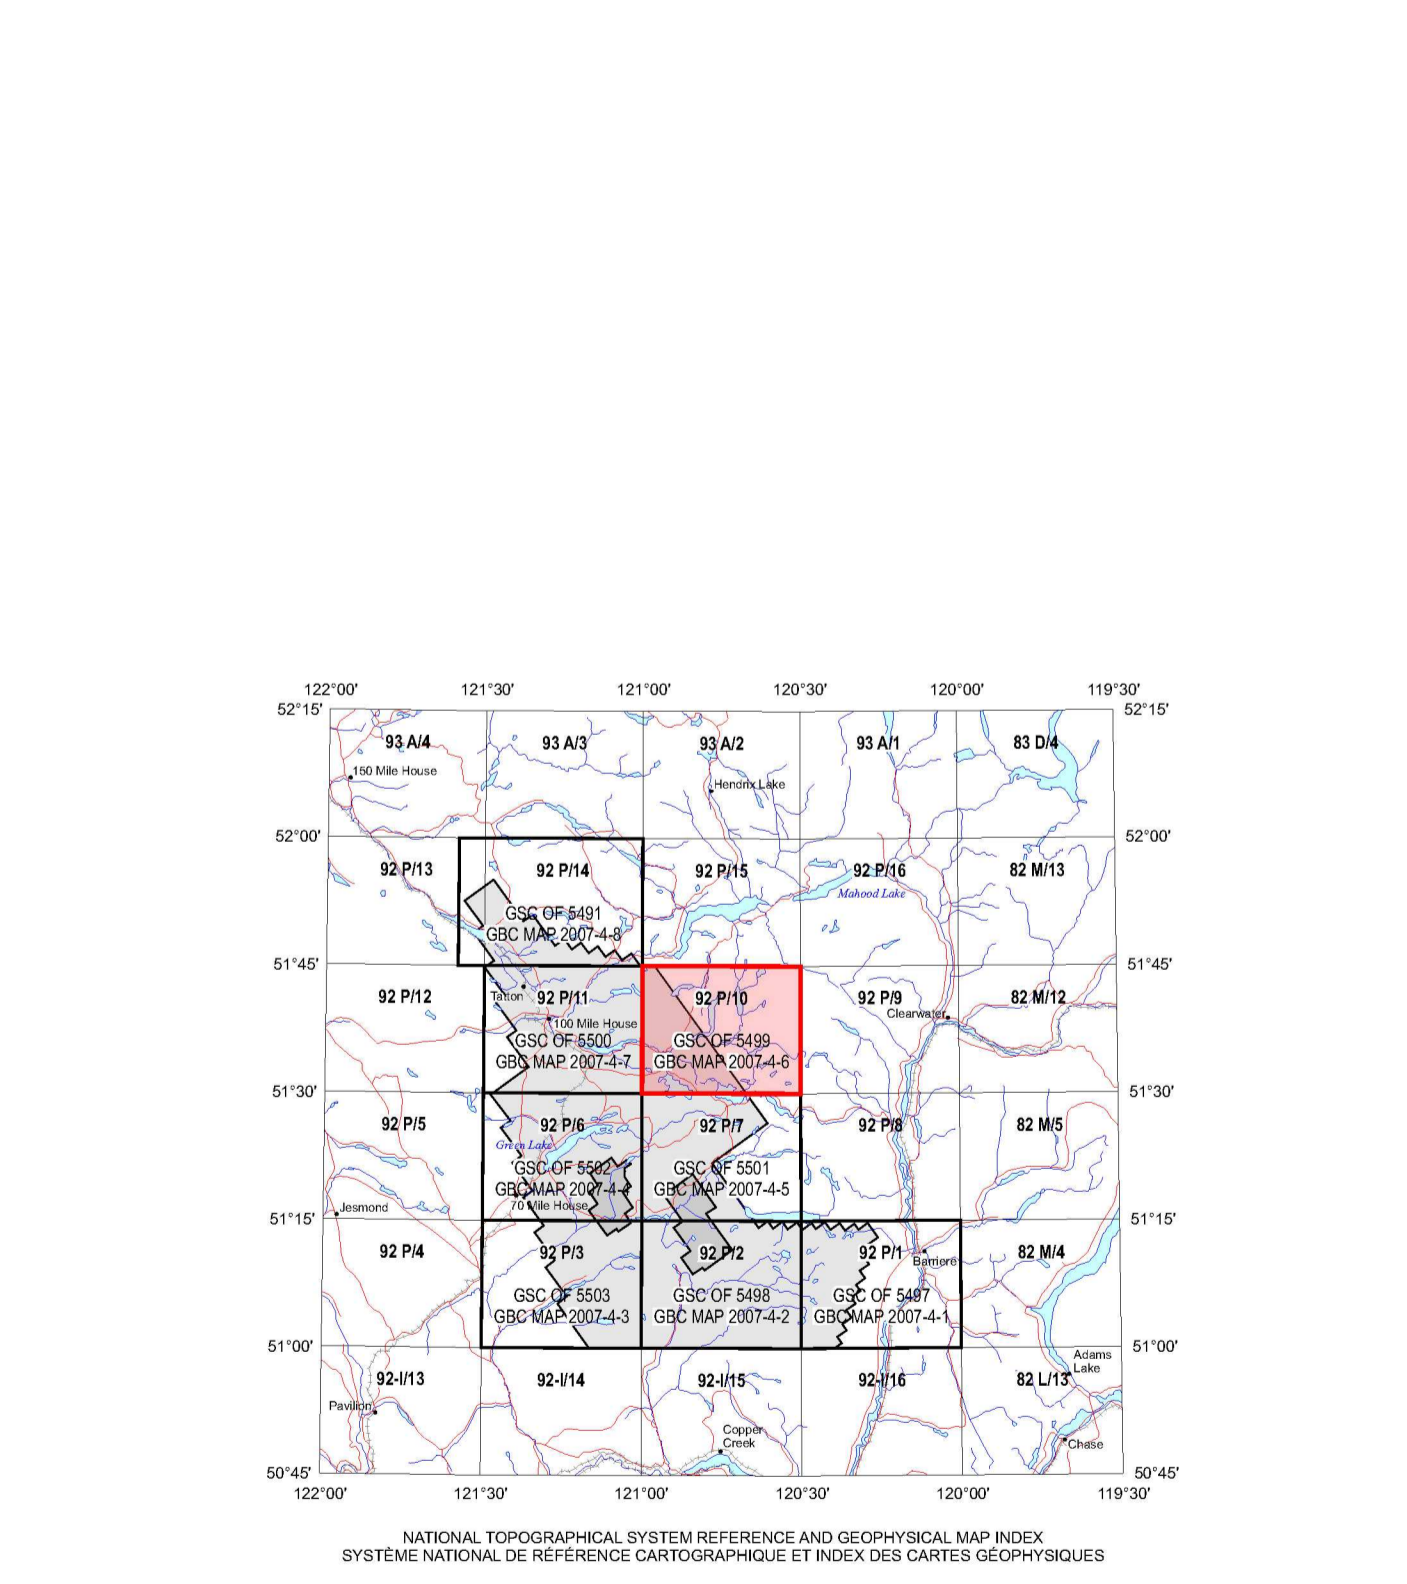 122°00' 121°30' 121°00' 120°30' 120°00' 119°30'
52°15' 52°15'
93 A/4 93 A/3 93 A/2 93 A/1 83 D/4
150 Mile House
Hendrix Lake
52°00' 52°00'
92 P/13 92 P/14 92 P/15 92 P/16 82 M/13
Mahood Lake
GSC OF 5491
GBC MAP 2007-4-8
51°45' 51°45'
92 P/12 92 P/11 92 P/10 92 P/9 82 M/12
Tatton
Clearwater
100 Mile House
GSC OF 5500 GSC OF 5499
GBC MAP 2007-4-7 GBC MAP 2007-4-6
51°30' 51°30'
92 P/5 92 P/6 92 P/7 92 P/8 82 M/5
Green Lake
GSC OF 5502 GSC OF 5501
GBC MAP 2007-4-4 GBC MAP 2007-4-5
70 Mile House
Jesmond
51°15' 51°15'
92 P/4 92 P/3 92 P/2 92 P/1 82 M/4
Barriere
GSC OF 5503 GSC OF 5498 GSC OF 5497
GBC MAP 2007-4-3 GBC MAP 2007-4-2 GBC MAP 2007-4-1
51°00' 51°00'
Adams
Lake
92-I/13 92-I/14 92-I/15 92-I/16 82 L/13
Pavilion
Copper
Creek
Chase
50°45' 50°45'
122°00' 121°30' 121°00' 120°30' 120°00' 119°30'
NATIONAL TOPOGRAPHICAL SYSTEM REFERENCE AND GEOPHYSICAL MAP INDEX
SYSTÈME NATIONAL DE RÉFÉRENCE CARTOGRAPHIQUE ET INDEX DES CARTES GÉOPHYSIQUES